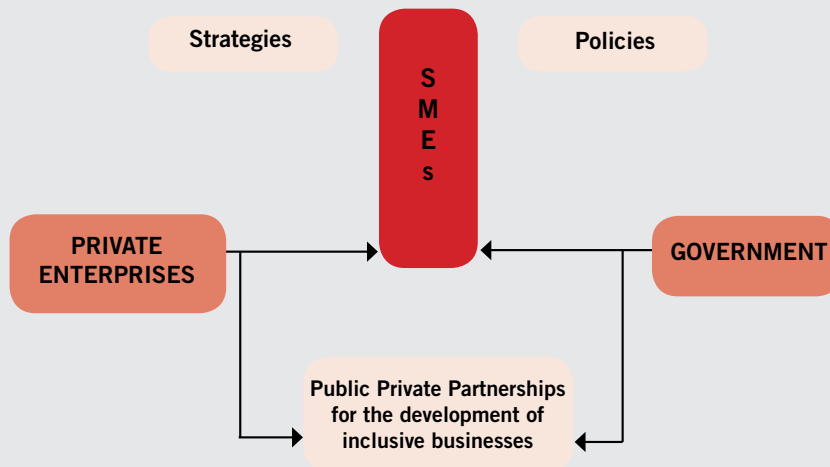 Strategies
Policies
S
M
E
s
PRIVATE
ENTERPRISES
GOVERNMENT
Public Private Partnerships
for the development of
inclusive businesses